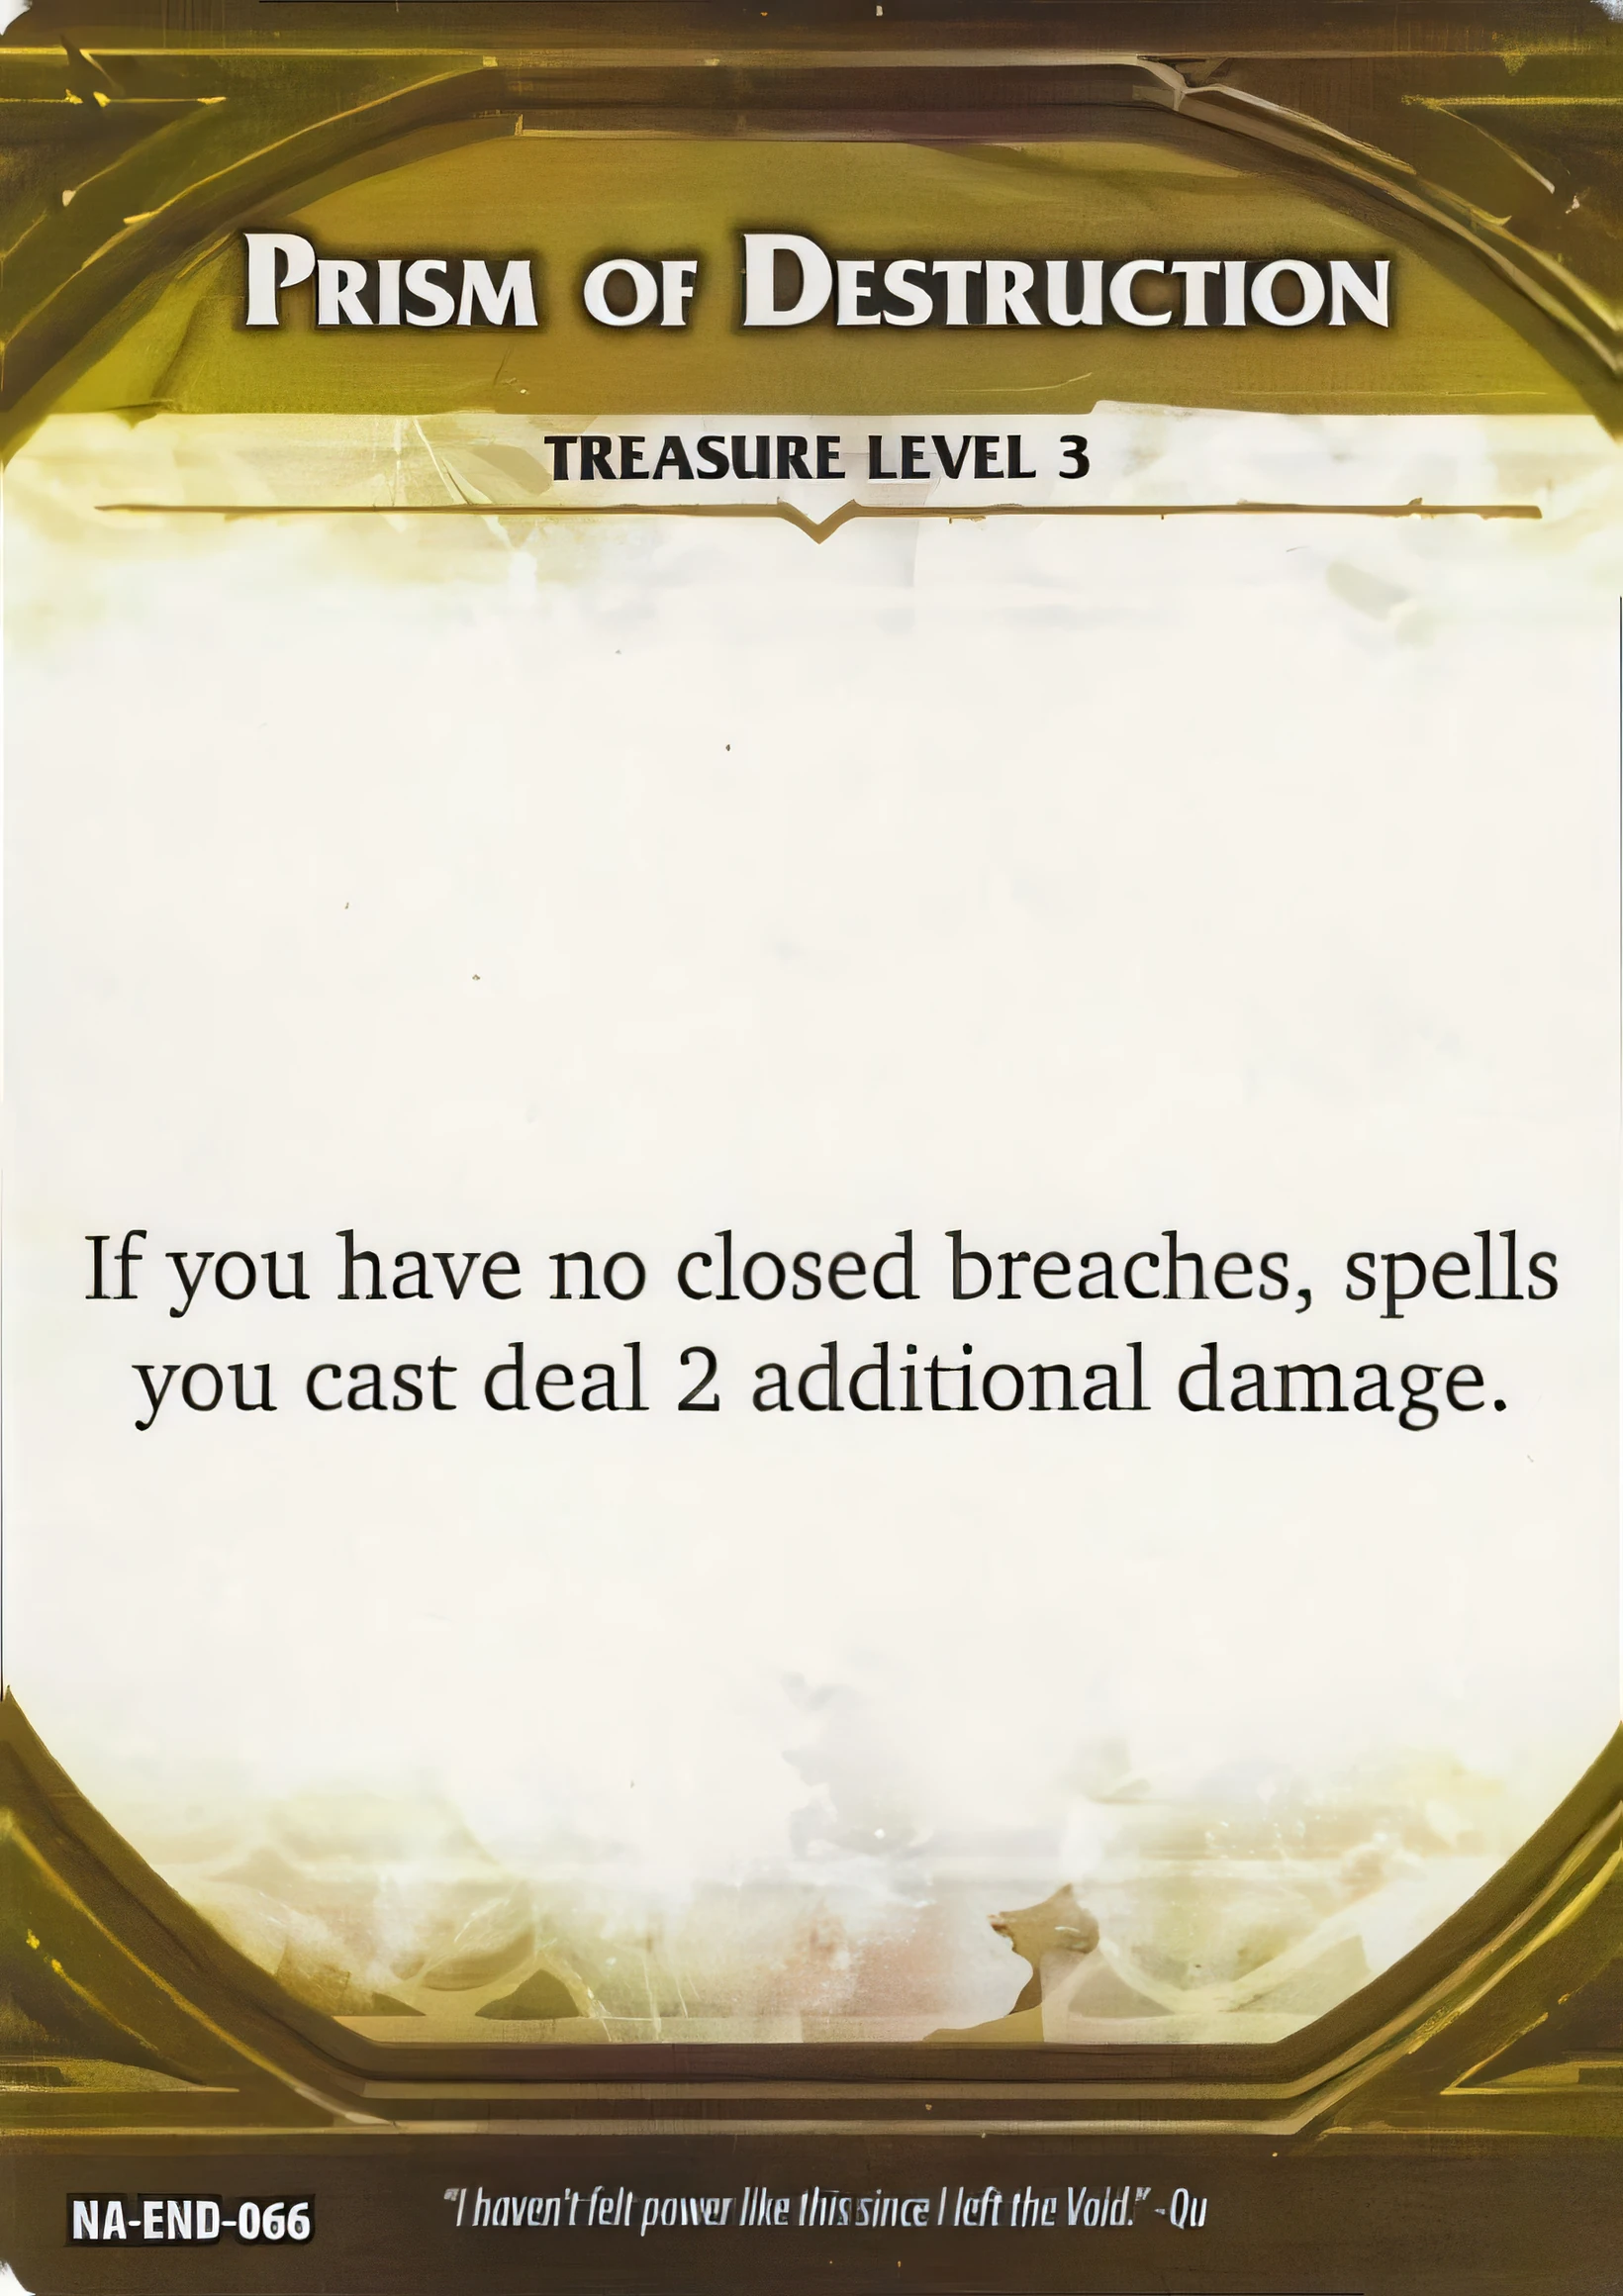 PRISM OF DESTRUCTION
TREASURE LEVEL 3
If you have no closed breaches, spells
you cast deal 2 additional damage.
NA-END-066
"I haven't felt power like this since I left the Void." -Qu